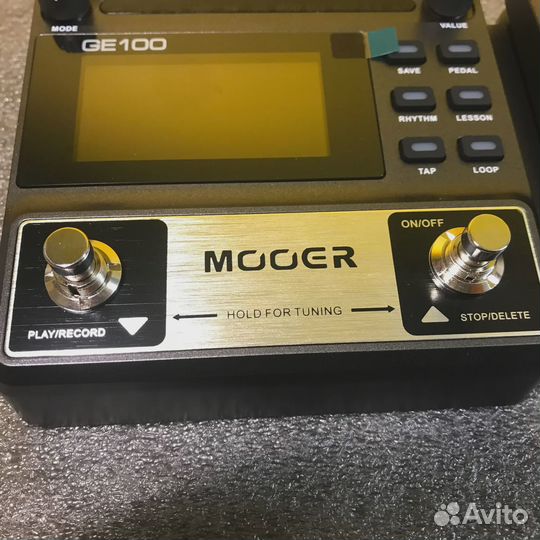 MODE
VALUE
GE100
SAVE PEDAL
RHYTHM LESSON
TAP LOOP
ON/OFF
MOOER
HOLD FOR TUNING
PLAY/RECORD
STOP/DELETE
Avito